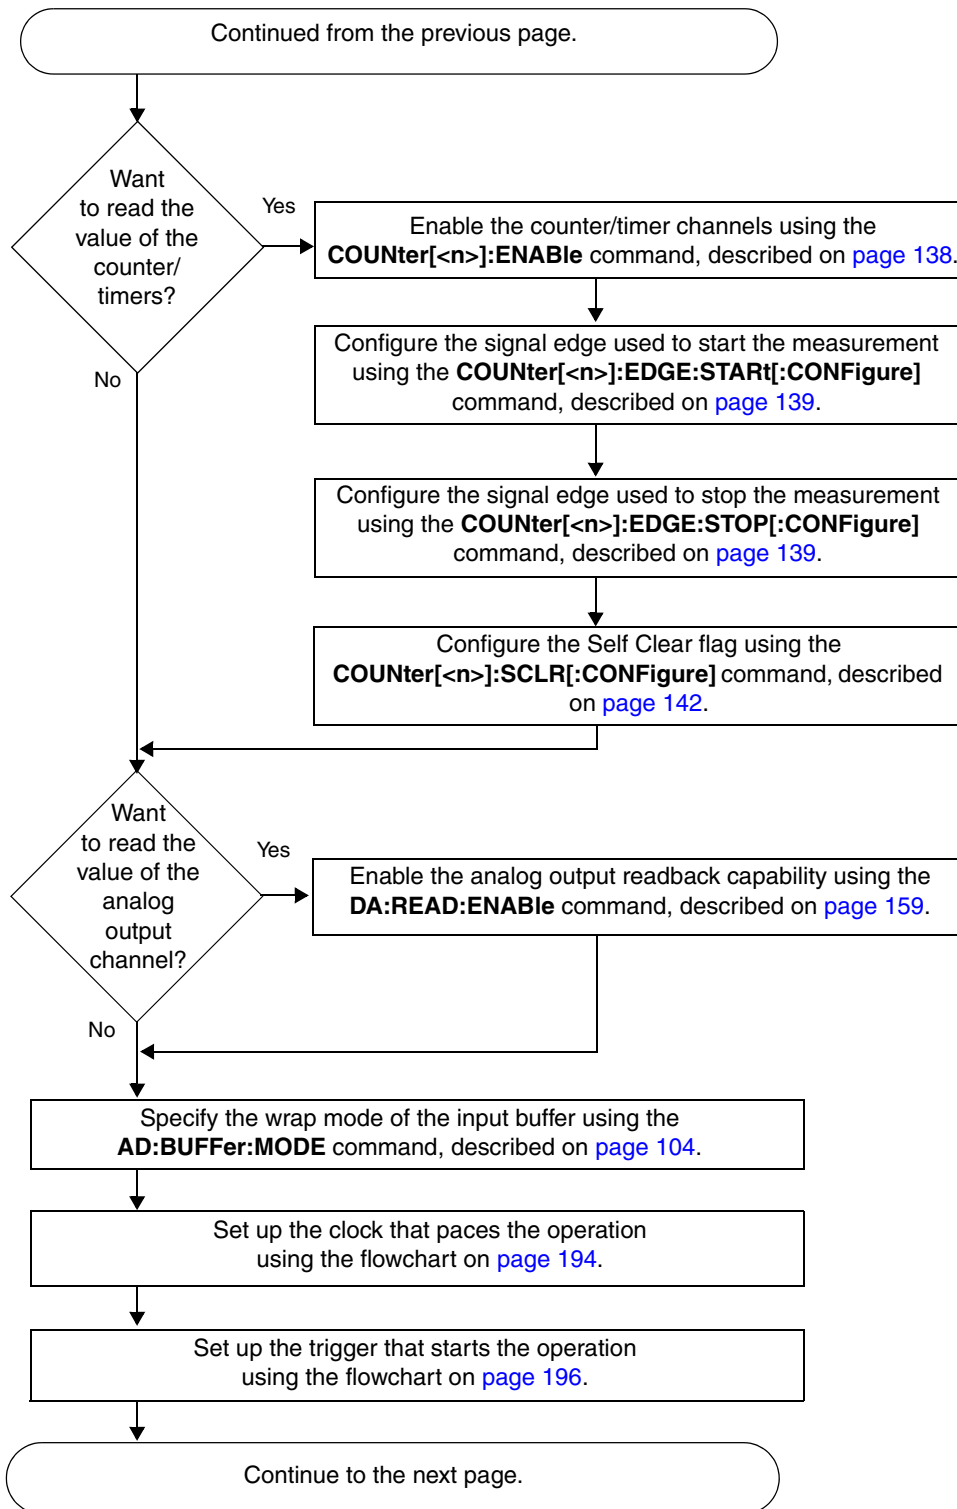 Continued from the previous page.
Want
to read the
value of the
counter/
timers?
Yes
Enable the counter/timer channels using the
COUNter[<n>]:ENABle command, described on page 138.
Configure the signal edge used to start the measurement
using the COUNter[<n>]:EDGE:STARt[:CONFigure]
command, described on page 139.
No
Configure the signal edge used to stop the measurement
using the COUNter[<n>]:EDGE:STOP[:CONFigure]
command, described on page 139.
Configure the Self Clear flag using the
COUNter[<n>]:SCLR[:CONFigure] command, described
on page 142.
Want
to read the
value of the
analog
output
channel?
Yes
Enable the analog output readback capability using the
DA:READ:ENABle command, described on page 159.
No
Specify the wrap mode of the input buffer using the
AD:BUFFer:MODE command, described on page 104.
Set up the clock that paces the operation
using the flowchart on page 194.
Set up the trigger that starts the operation
using the flowchart on page 196.
Continue to the next page.